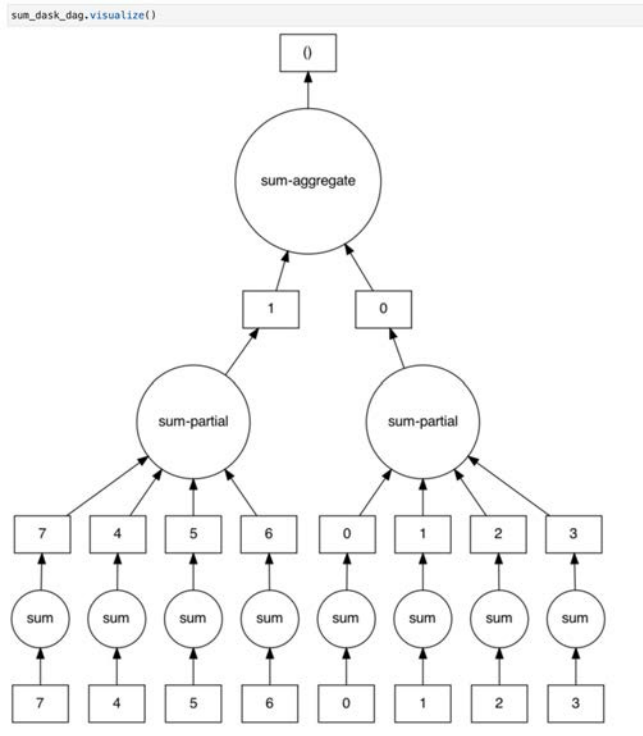 sum_dask_dag.visualize()
()
sum-aggregate
1 0
sum-partial sum-partial
7 4 5 6 0 1 2 3
sum sum sum sum sum sum sum sum
7 4 5 6 0 1 2 3